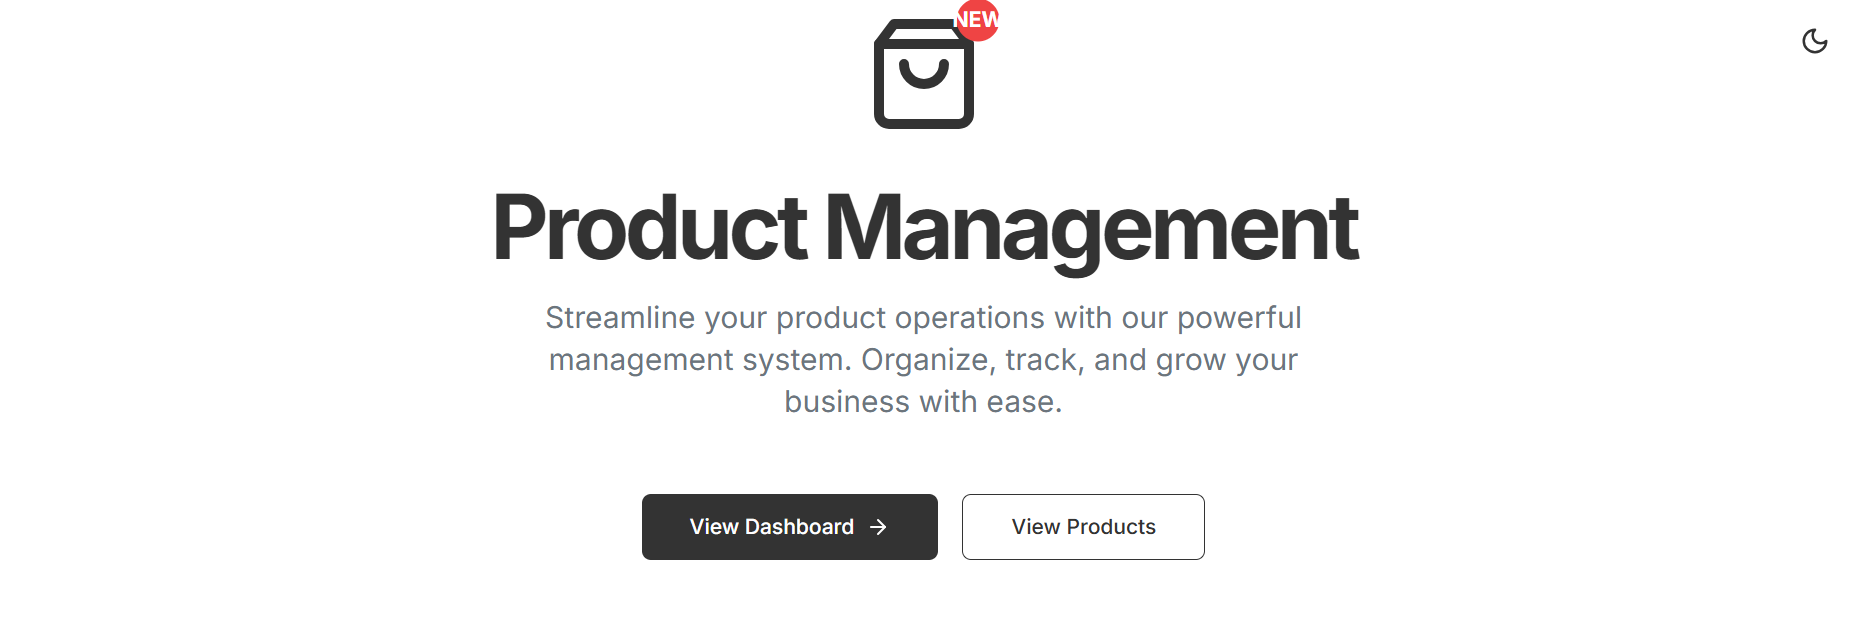 NEW
Product Management
Streamline your product operations with our powerful
management system. Organize, track, and grow your
business with ease.
View Dashboard
View Products